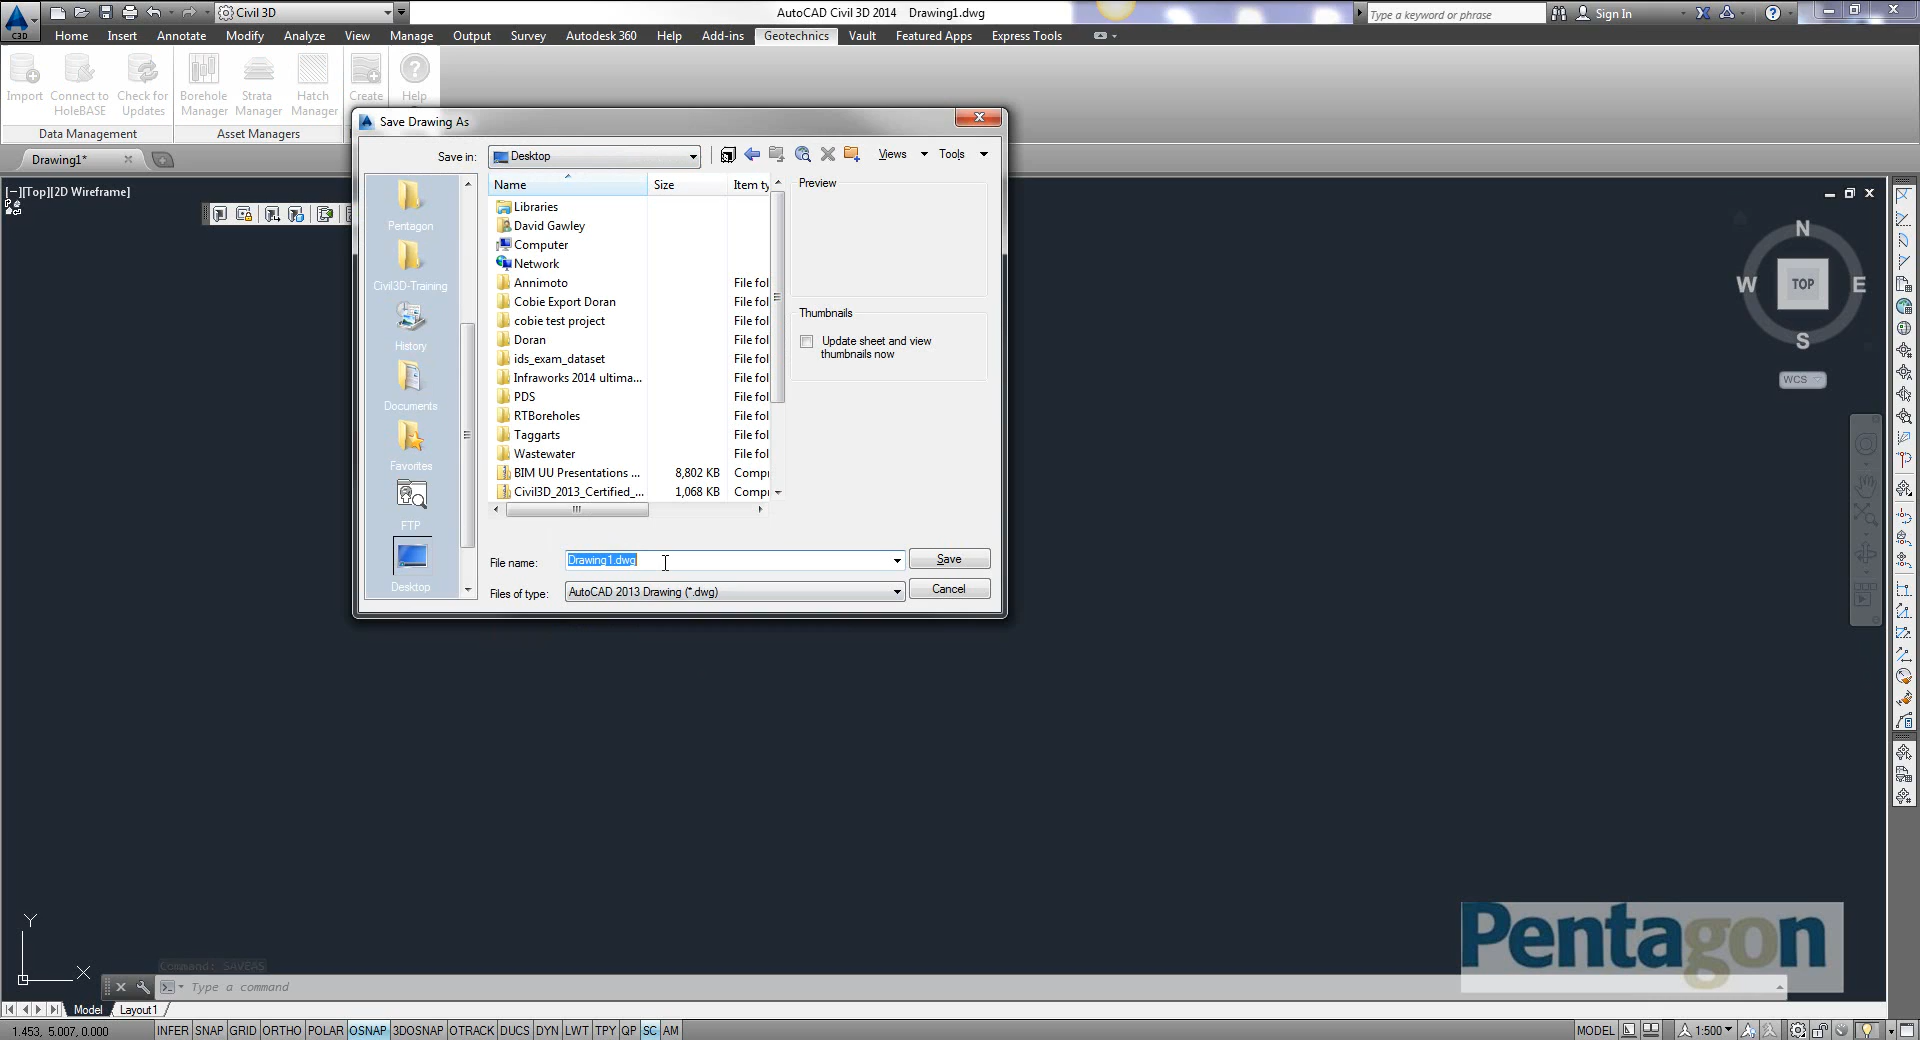 Civil 3D
AutoCAD Civil 3D 2014 Drawing1.dwg
Type a keyword or phrase
Sign In
C3D
Home Insert Annotate Modify Analyze View Manage Output Survey Autodesk 360 Help Add-ins Geotechnics Vault Featured Apps Express Tools
Import
Connect to HoleBASE
Check for Updates
Borehole Manager
Strata Manager
Hatch Manager
Create
Help
Data Management
Asset Managers
Drawing1*
[−][Top][2D Wireframe]
Save Drawing As
Save in: Desktop
Views Tools
Name Size Item ty
Preview
Libraries
David Gawley
Computer
Network
Annimoto File fol
Cobie Export Doran File fol
cobie test project File fol
Doran File fol
ids_exam_dataset File fol
Infraworks 2014 ultima... File fol
PDS File fol
RTBoreholes File fol
Taggarts File fol
Wastewater File fol
BIM UU Presentations ... 8,802 KB Compr
Civil3D_2013_Certified_... 1,068 KB Compr
Thumbnails
Update sheet and view thumbnails now
Pentagon
Civil3D-Training
History
Documents
Favorites
FTP
Desktop
File name: Drawing1.dwg Save
Files of type: AutoCAD 2013 Drawing (*.dwg) Cancel
N
W TOP E
S
WCS
Y
X
Command: SAVEAS
Type a command
Pentagon
Model Layout1
1.453, 5.007, 0.000 INFER SNAP GRID ORTHO POLAR OSNAP 3DOSNAP OTRACK DUCS DYN LWT TPY QP SC AM MODEL 1:500